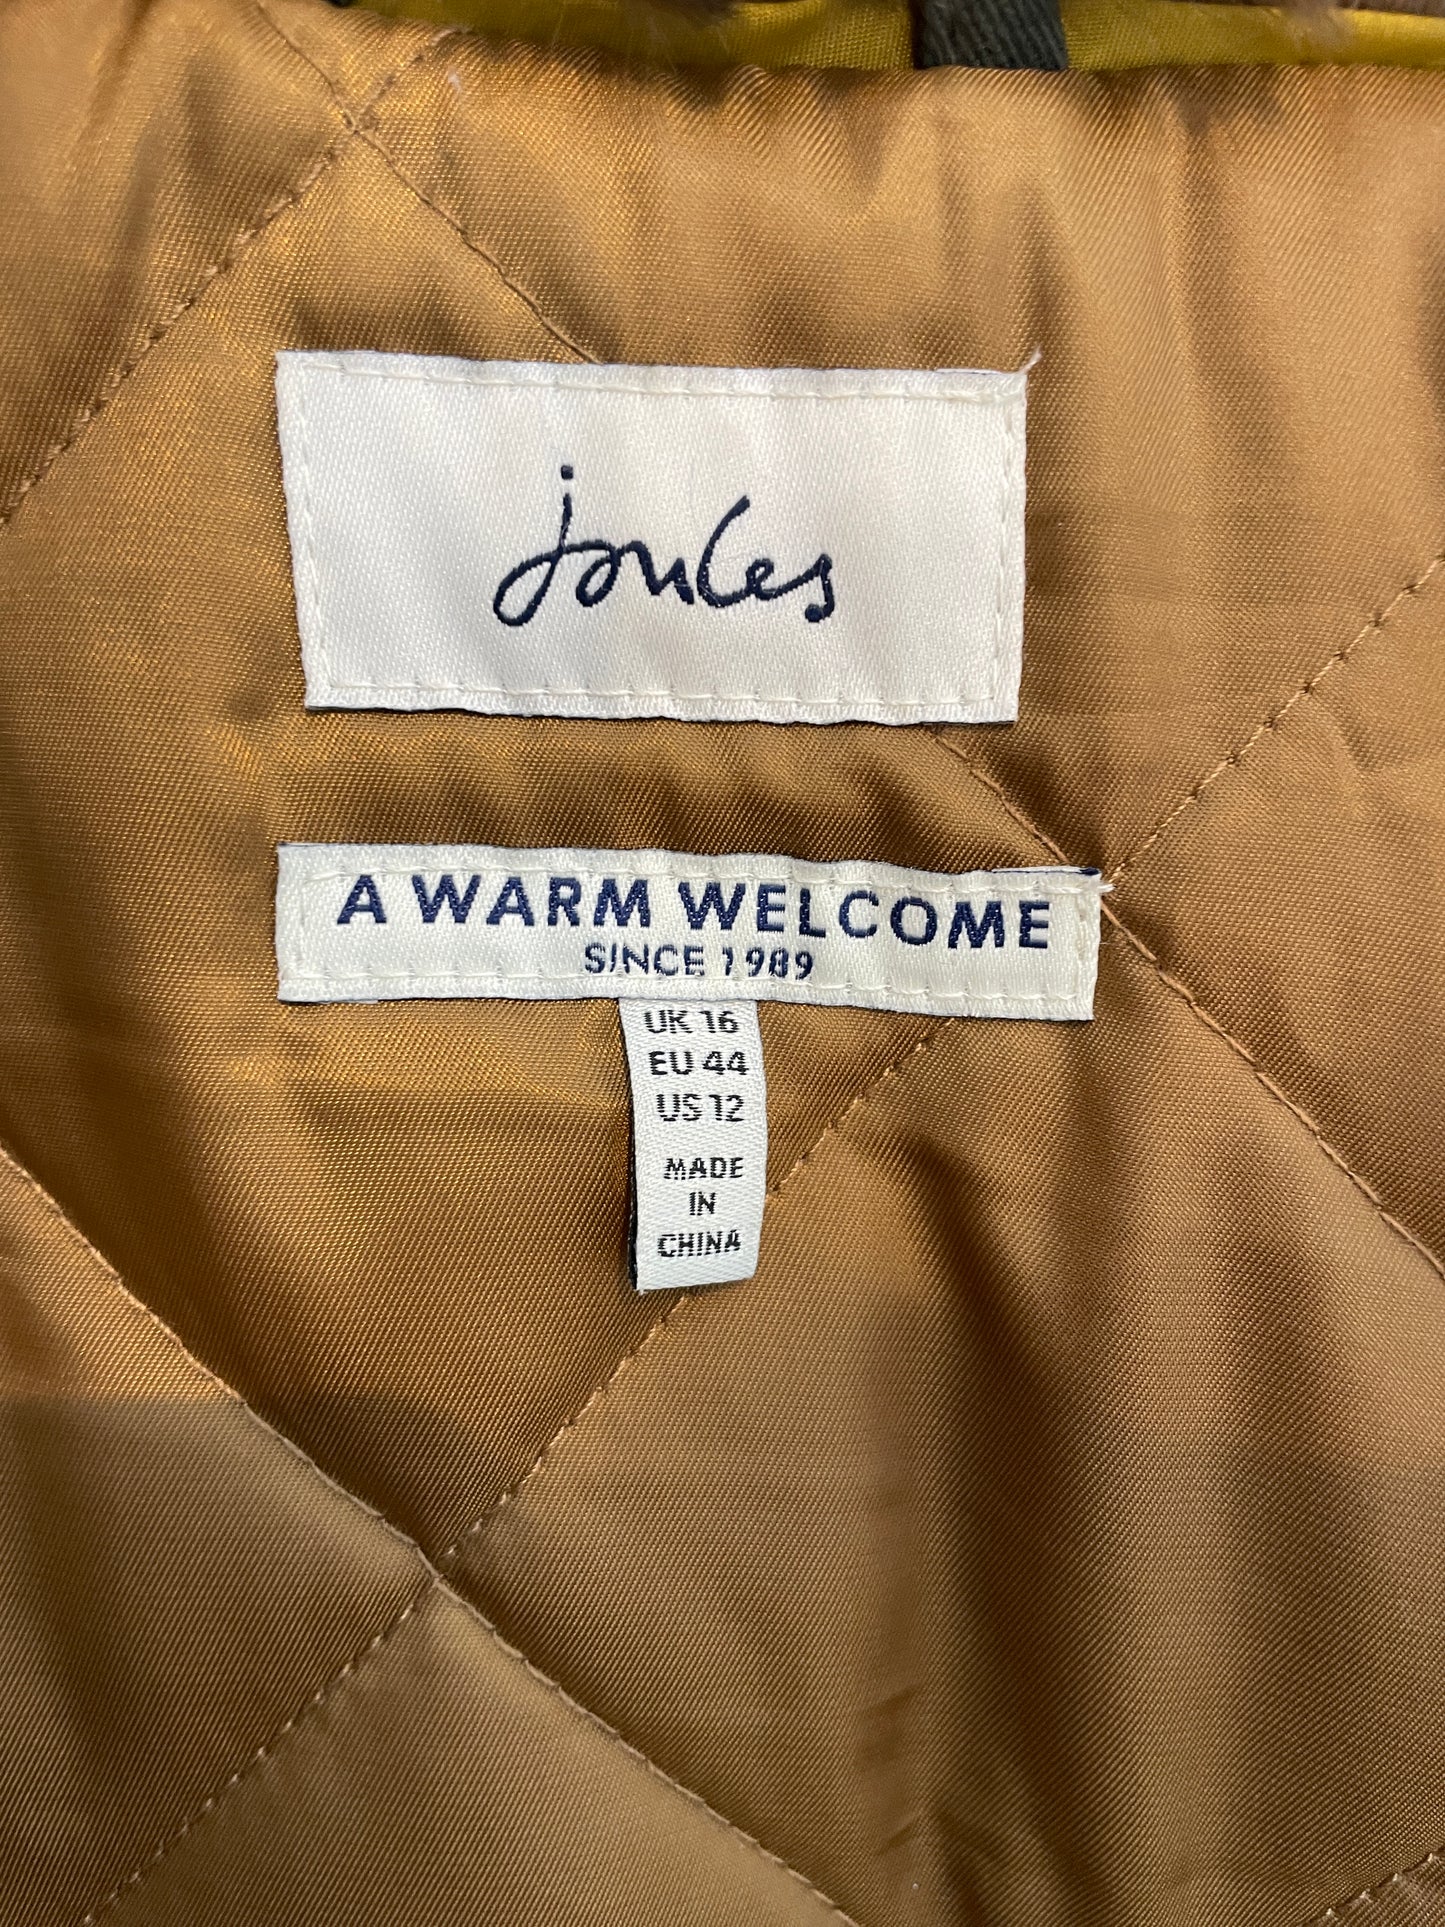 Joules
A WARM WELCOME
SINCE 1989
UK 16
EU 44
US 12
MADE
IN
CHINA